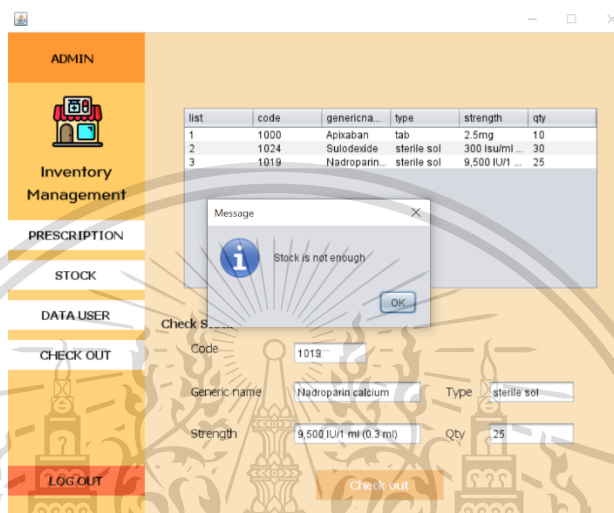 ADMIN
Inventory
Management
PRESCRIPTION
STOCK
DATA USER
CHECK OUT
LOG OUT
list code genericna... type strength qty
1 1000 Apixaban tab 2.5mg 10
2 1024 Sulodexide sterile sol 300 lsu/ml ... 30
3 1019 Nadroparin... sterile sol 9,500 IU/1 ... 25
Message
Stock is not enough
OK
Check
Code
1019
Generic name Nadroparin calcium Type sterile sol
Strength 9,500 IU/1 ml (0.3 ml) Qty 25
Check out